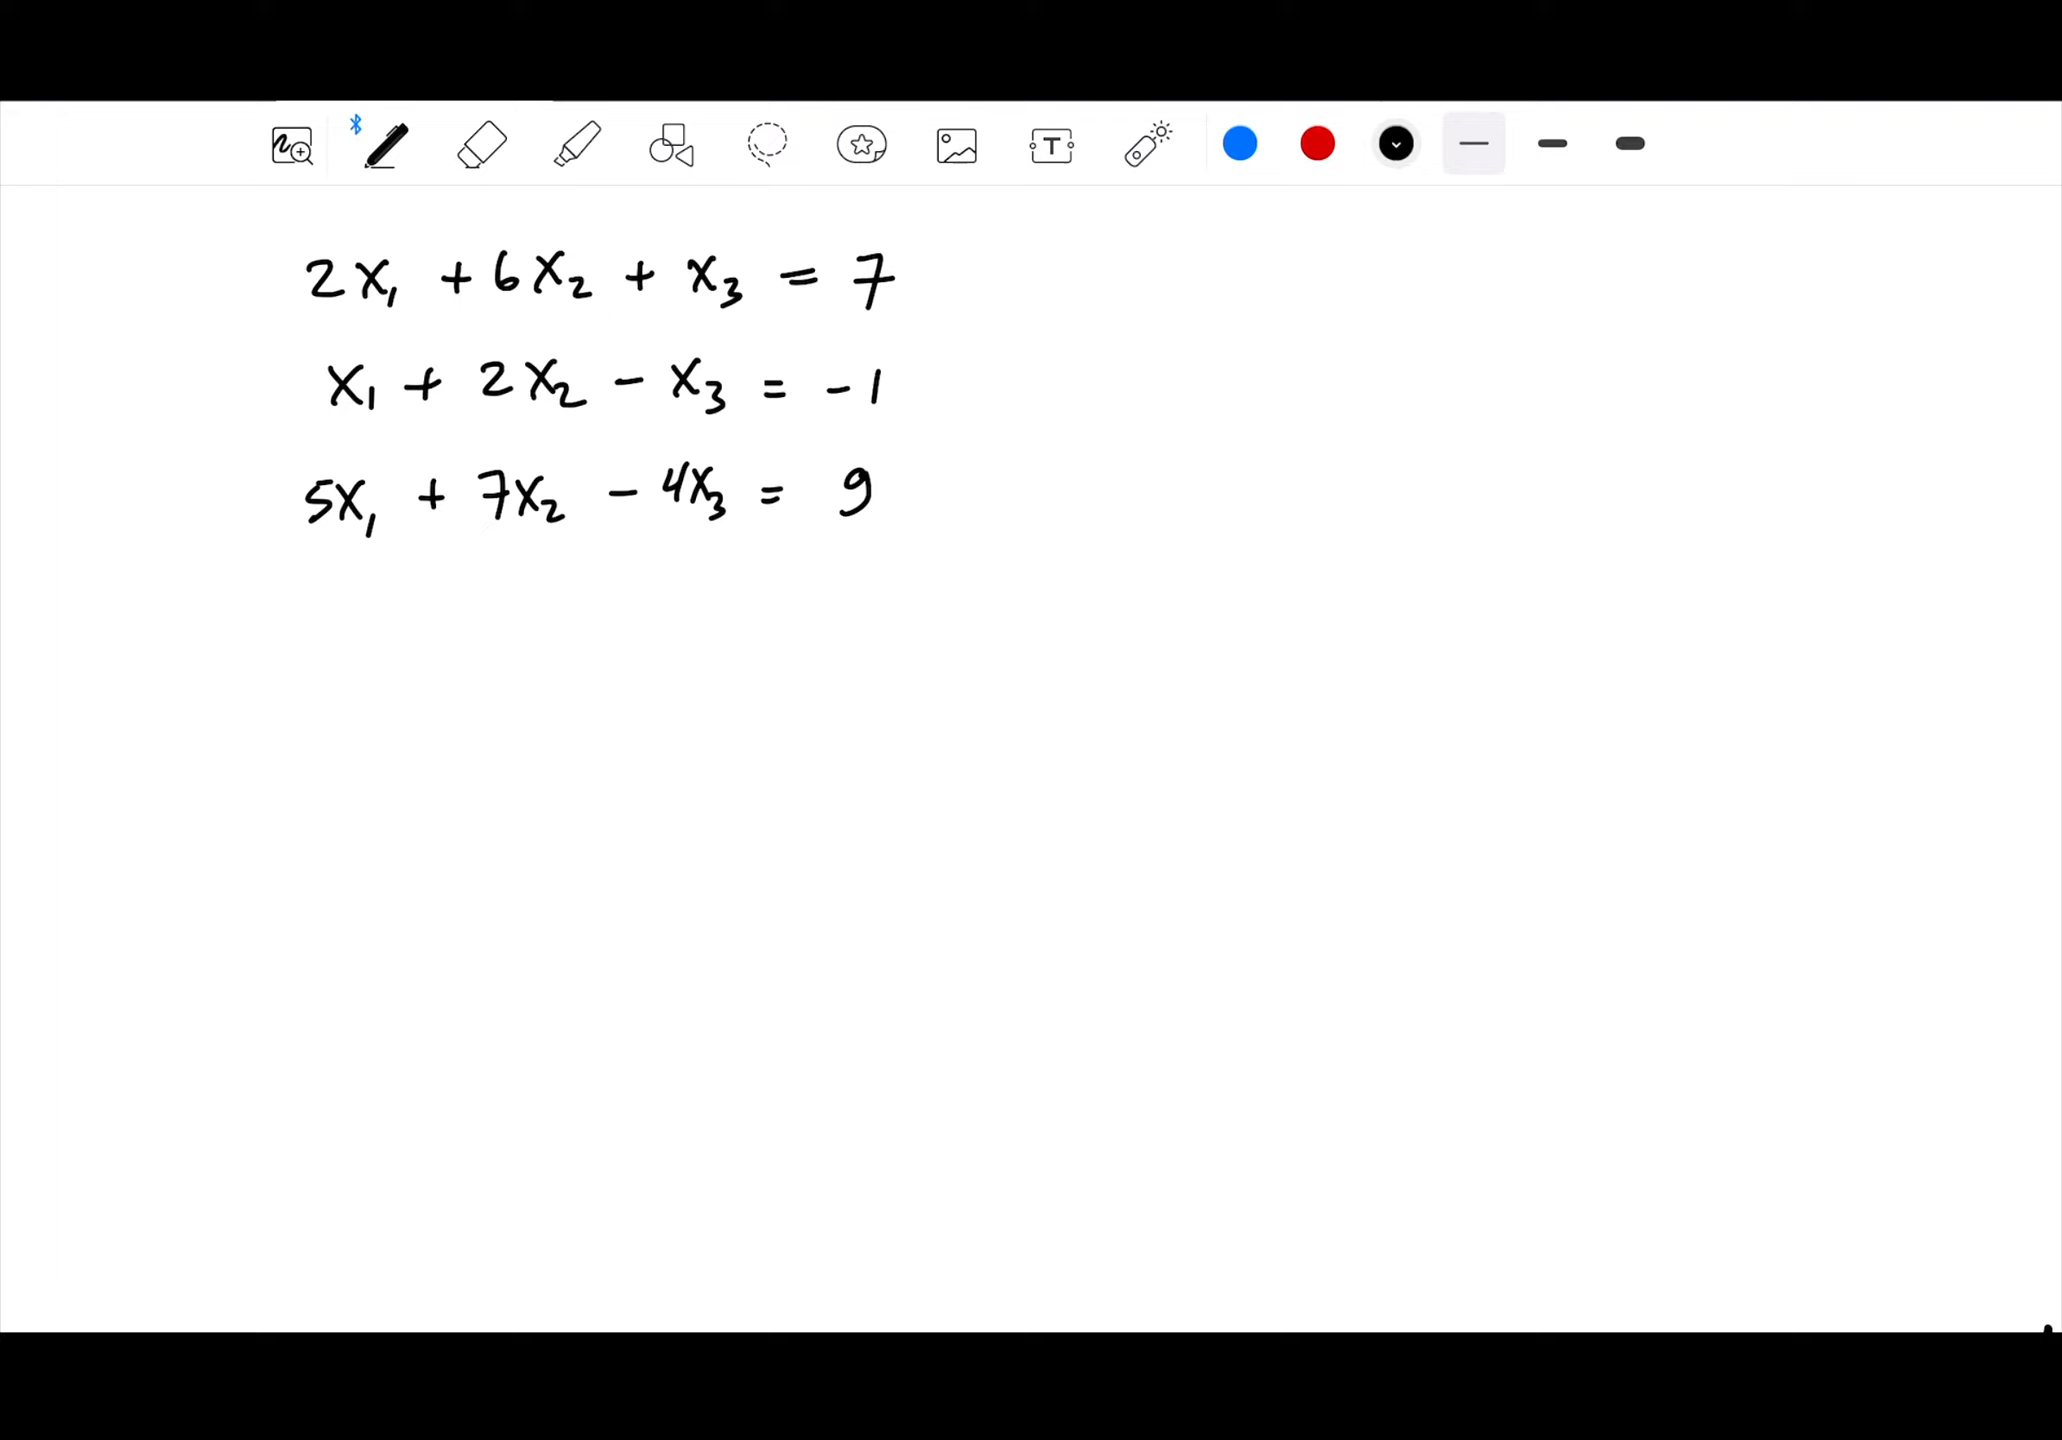 2x₁ + 6x₂ + x₃ = 7
x₁ + 2x₂ - x₃ = -1
5x₁ + 7x₂ - 4x₃ = 9